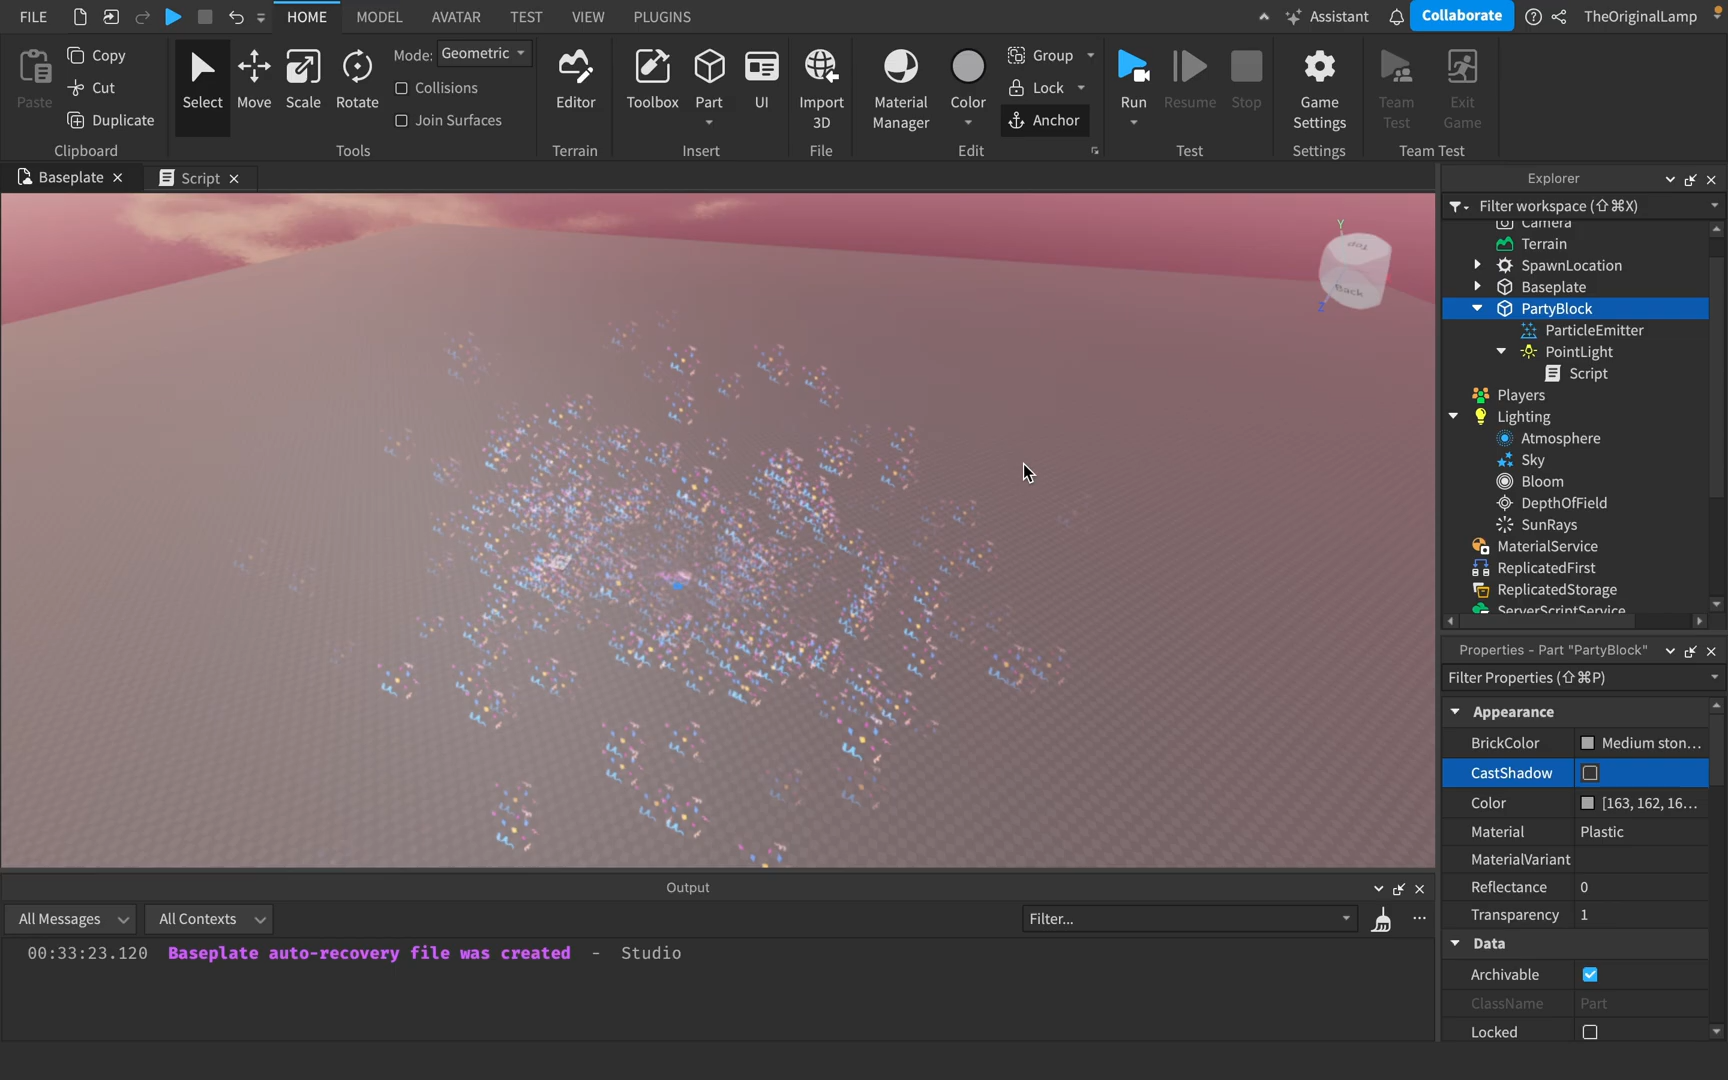 FILE HOME MODEL AVATAR TEST VIEW PLUGINS Assistant Collaborate TheOriginalLamp
Paste Copy Cut Duplicate
Clipboard
Select Move Scale Rotate
Mode: Geometric
Collisions
Join Surfaces
Tools
Editor
Terrain
Toolbox Part UI
Insert
Import 3D
File
Material Manager
Color
Group
Lock
Anchor
Edit
Run Resume Stop
Test
Game Settings
Settings
Team Test
Exit Game
Team Test
Baseplate Script
Y
Top
Back
Z
Explorer
Filter workspace (⇧⌘X)
Camera
Terrain
SpawnLocation
Baseplate
PartyBlock
ParticleEmitter
PointLight
Script
Players
Lighting
Atmosphere
Sky
Bloom
DepthOfField
SunRays
MaterialService
ReplicatedFirst
ReplicatedStorage
ServerScriptService
Properties - Part "PartyBlock"
Filter Properties (⇧⌘P)
Appearance
BrickColor Medium ston...
CastShadow
Color [163, 162, 16...
Material Plastic
MaterialVariant
Reflectance 0
Transparency 1
Data
Archivable
ClassName Part
Locked
Output
All Messages All Contexts Filter...
00:33:23.120 Baseplate auto-recovery file was created - Studio